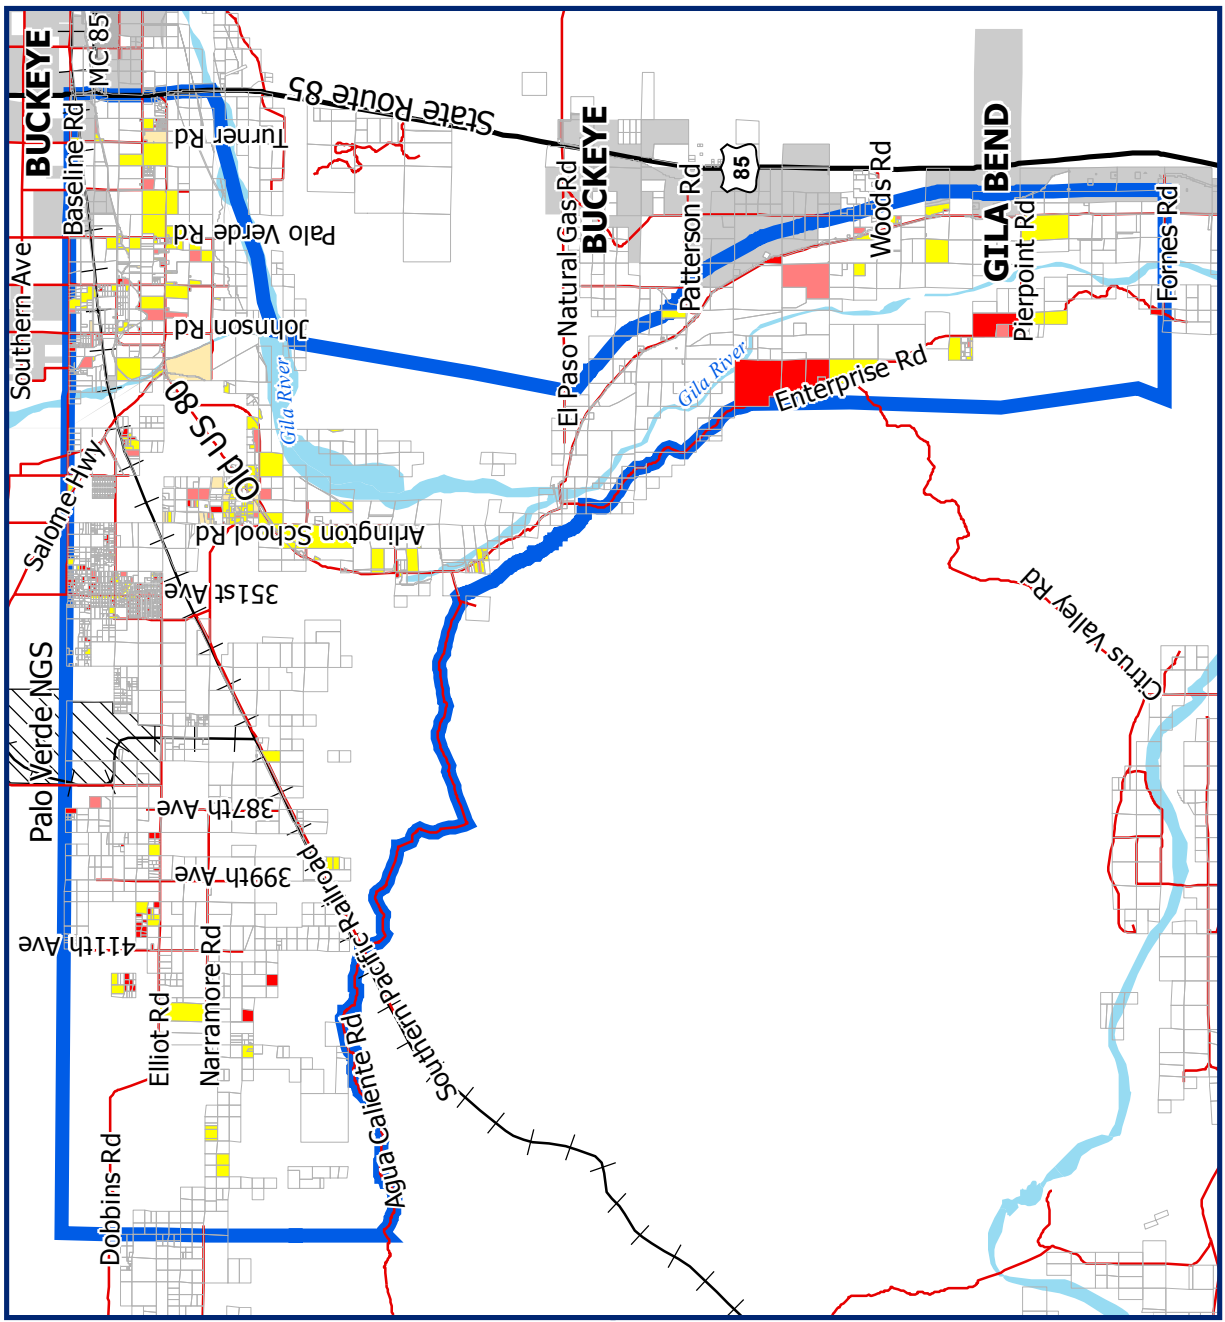 BUCKEYE
MC 85
Baseline Rd
Southern Ave
State Route 85
Turner Rd
Palo Verde Rd
Johnson Rd
BUCKEYE
El Paso Natural Gas Rd
85
Patterson Rd
Woods Rd
GILA BEND
Pierpoint Rd
Fornes Rd
Gila River
Gila River
Enterprise Rd
Old US 80
Salome Hwy
Arlington School Rd
351st Ave
Citrus Valley Rd
Palo Verde NGS
387th Ave
399th Ave
411th Ave
Elliot Rd
Narramore Rd
Southern Pacific Railroad
Agua Caliente Rd
Dobbins Rd